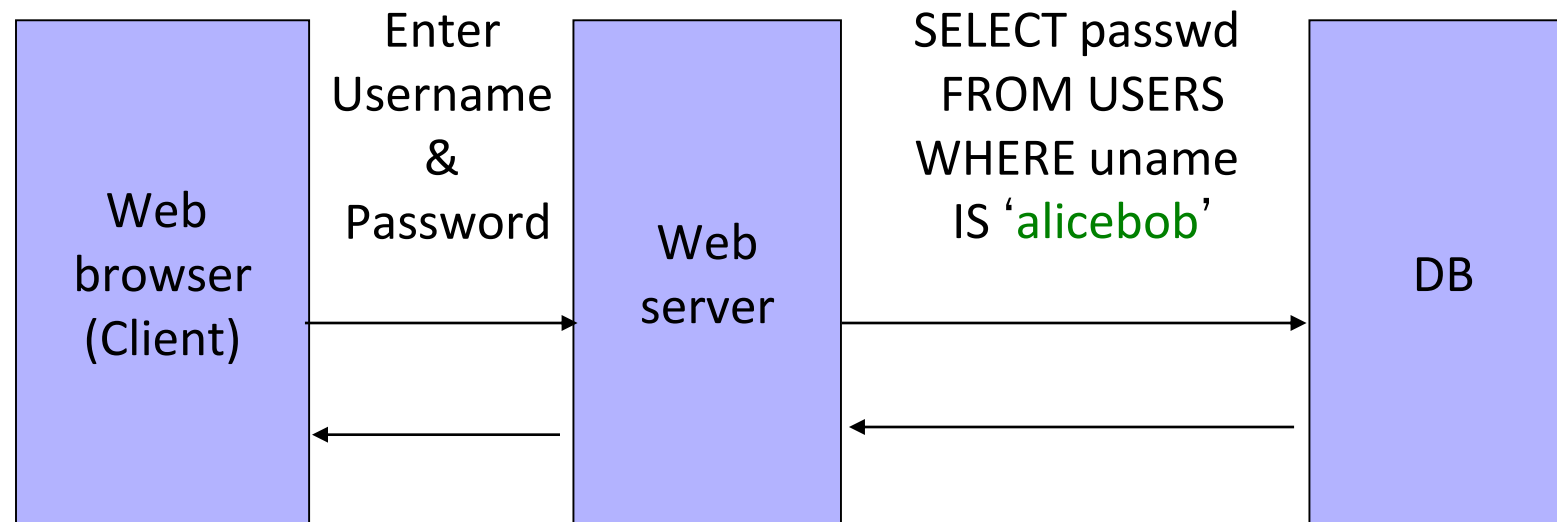 Web
browser
(Client)
Enter
Username
&
Password
Web
server
SELECT passwd
FROM USERS
WHERE uname
IS ‘alicebob’
DB